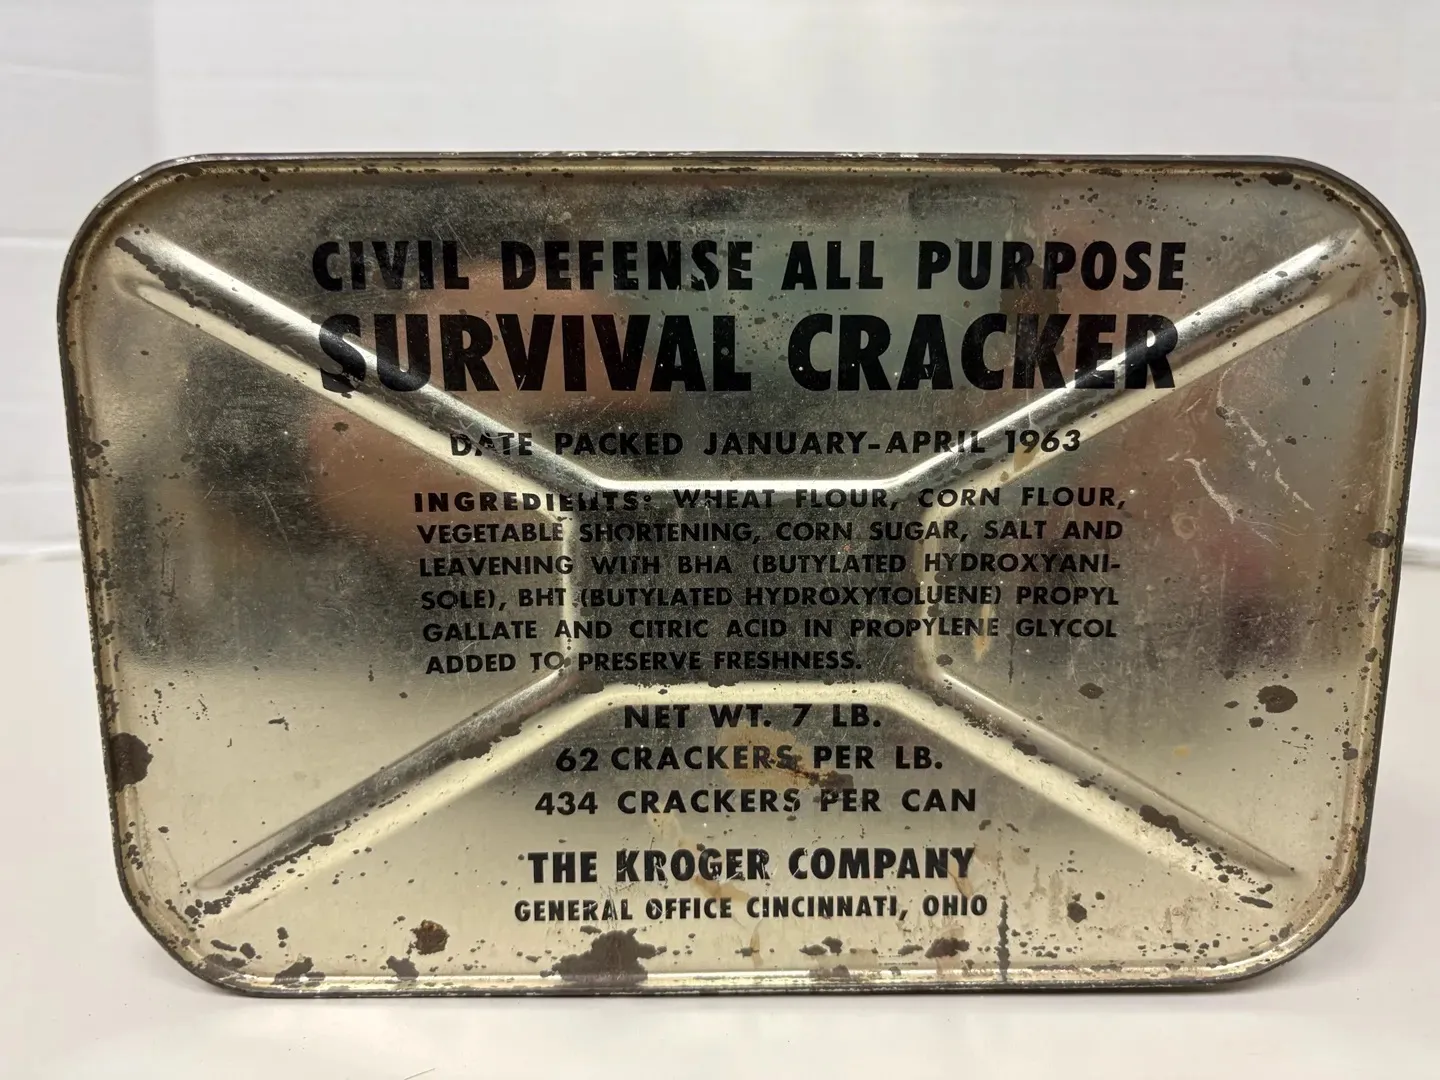 CIVIL DEFENSE ALL PURPOSE
SURVIVAL CRACKER
DATE PACKED JANUARY-APRIL 1963
INGREDIENTS: WHEAT FLOUR, CORN FLOUR,
VEGETABLE SHORTENING, CORN SUGAR, SALT AND
LEAVENING WITH BHA (BUTYLATED HYDROXYANI-
SOLE), BHT (BUTYLATED HYDROXYTOLUENE) PROPYL
GALLATE AND CITRIC ACID IN PROPYLENE GLYCOL
ADDED TO PRESERVE FRESHNESS.
NET WT. 7 LB.
62 CRACKERS PER LB.
434 CRACKERS PER CAN
THE KROGER COMPANY
GENERAL OFFICE CINCINNATI, OHIO